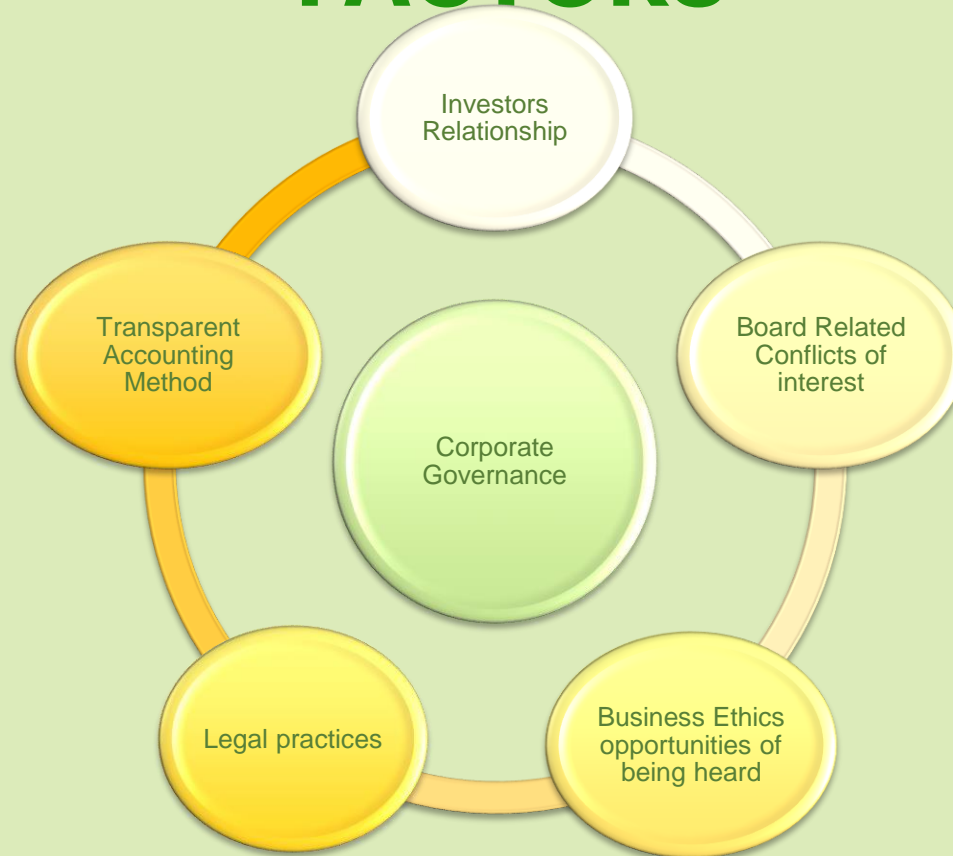 FACTORS
Investors
Relationship
Board Related
Conflicts of
interest
Business Ethics
opportunities of
being heard
Legal practices
Transparent
Accounting
Method
Corporate
Governance